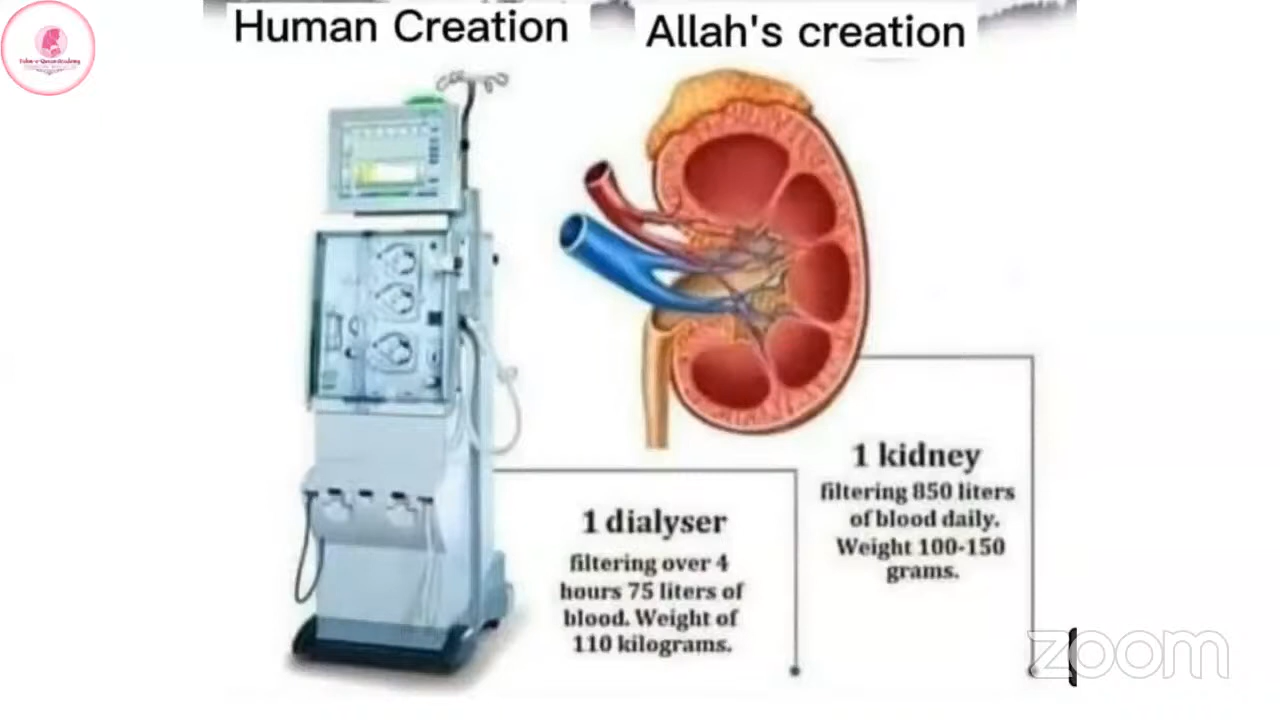 Human Creation
Allah's creation
1 dialyser
filtering over 4
hours 75 liters of
blood. Weight of
110 kilograms.
1 kidney
filtering 850 liters
of blood daily.
Weight 100-150
grams.
zoom